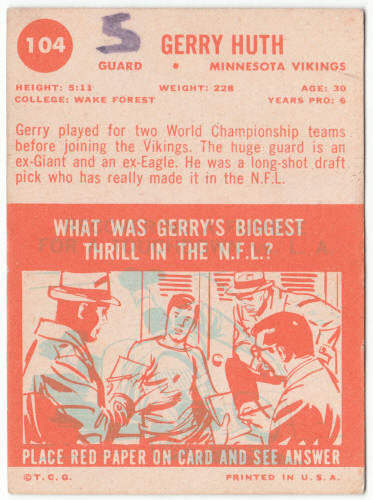 104
5
GERRY HUTH
GUARD • MINNESOTA VIKINGS
HEIGHT: 5:11 WEIGHT: 228 AGE: 30
COLLEGE: WAKE FOREST YEARS PRO: 6
Gerry played for two World Championship teams
before joining the Vikings. The huge guard is an
ex-Giant and an ex-Eagle. He was a long-shot draft
pick who has really made it in the N.F.L.
WHAT WAS GERRY'S BIGGEST
THRILL IN THE N.F.L.?
FOR L. A.
PLACE RED PAPER ON CARD AND SEE ANSWER
© T. C. G. PRINTED IN U. S. A.